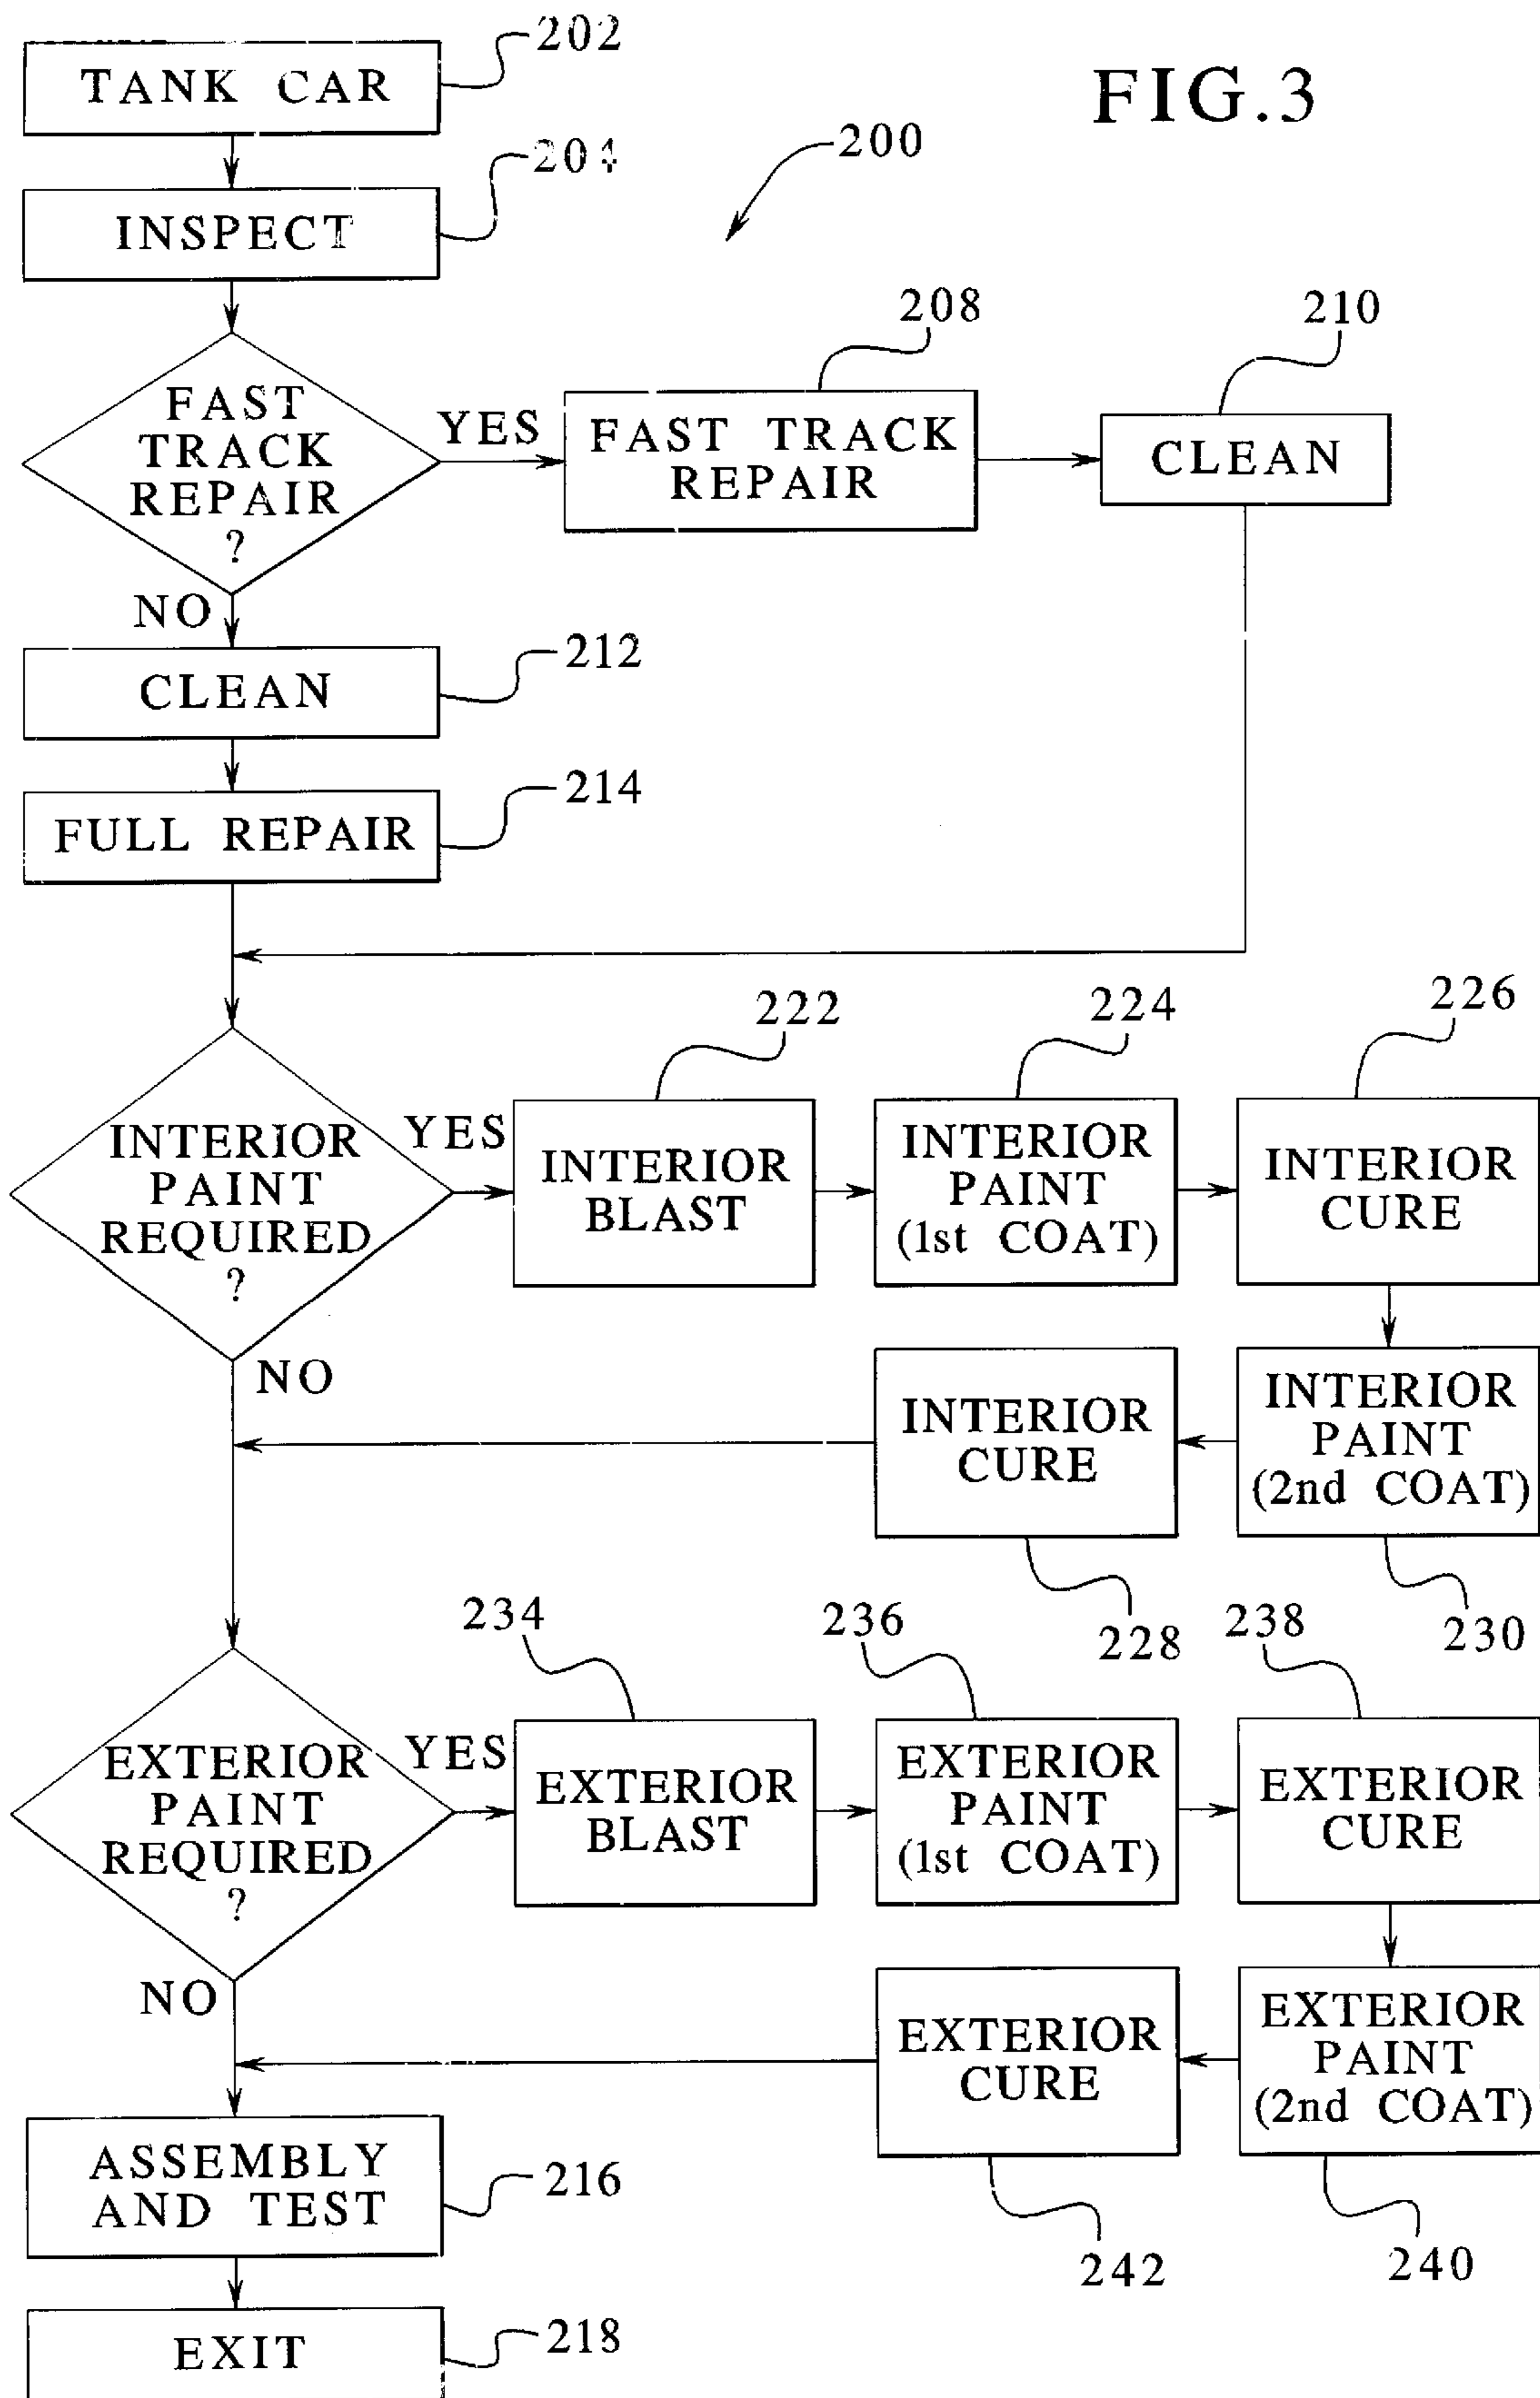 FIG.3
202
TANK CAR
204
200
INSPECT
208
210
FAST
TRACK
REPAIR
?
YES
FAST TRACK
REPAIR
CLEAN
NO
212
CLEAN
214
FULL REPAIR
222
224
226
INTERIOR
PAINT
REQUIRED
?
YES
INTERIOR
BLAST
INTERIOR
PAINT
(1st COAT)
INTERIOR
CURE
NO
INTERIOR
CURE
INTERIOR
PAINT
(2nd COAT)
228
230
234
236
238
EXTERIOR
PAINT
REQUIRED
?
YES
EXTERIOR
BLAST
EXTERIOR
PAINT
(1st COAT)
EXTERIOR
CURE
NO
EXTERIOR
CURE
EXTERIOR
PAINT
(2nd COAT)
242
240
ASSEMBLY
AND TEST
216
EXIT
218